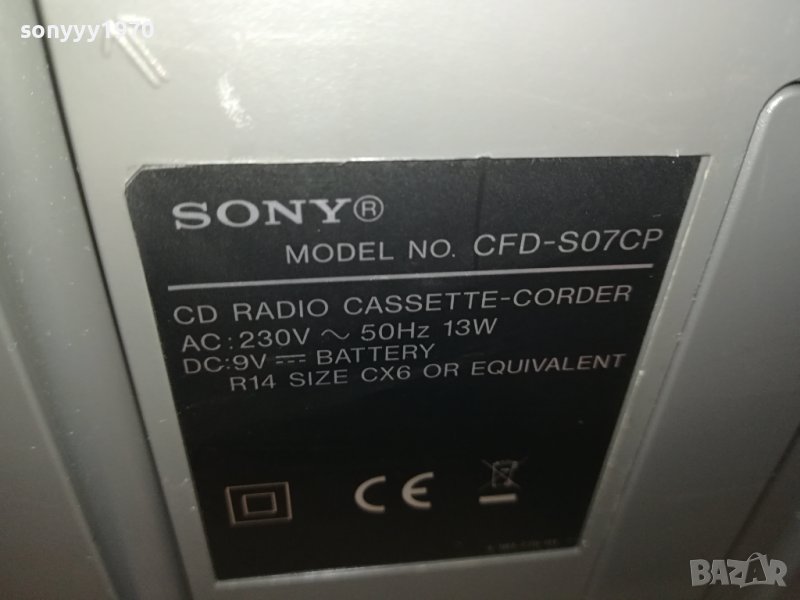 sonyyy1970
SONY®
MODEL NO. CFD-S07CP
CD RADIO CASSETTE-CORDER
AC:230V ~ 50Hz 13W
DC:9V ⎓ BATTERY
R14 SIZE CX6 OR EQUIVALENT
CE
BAZAR